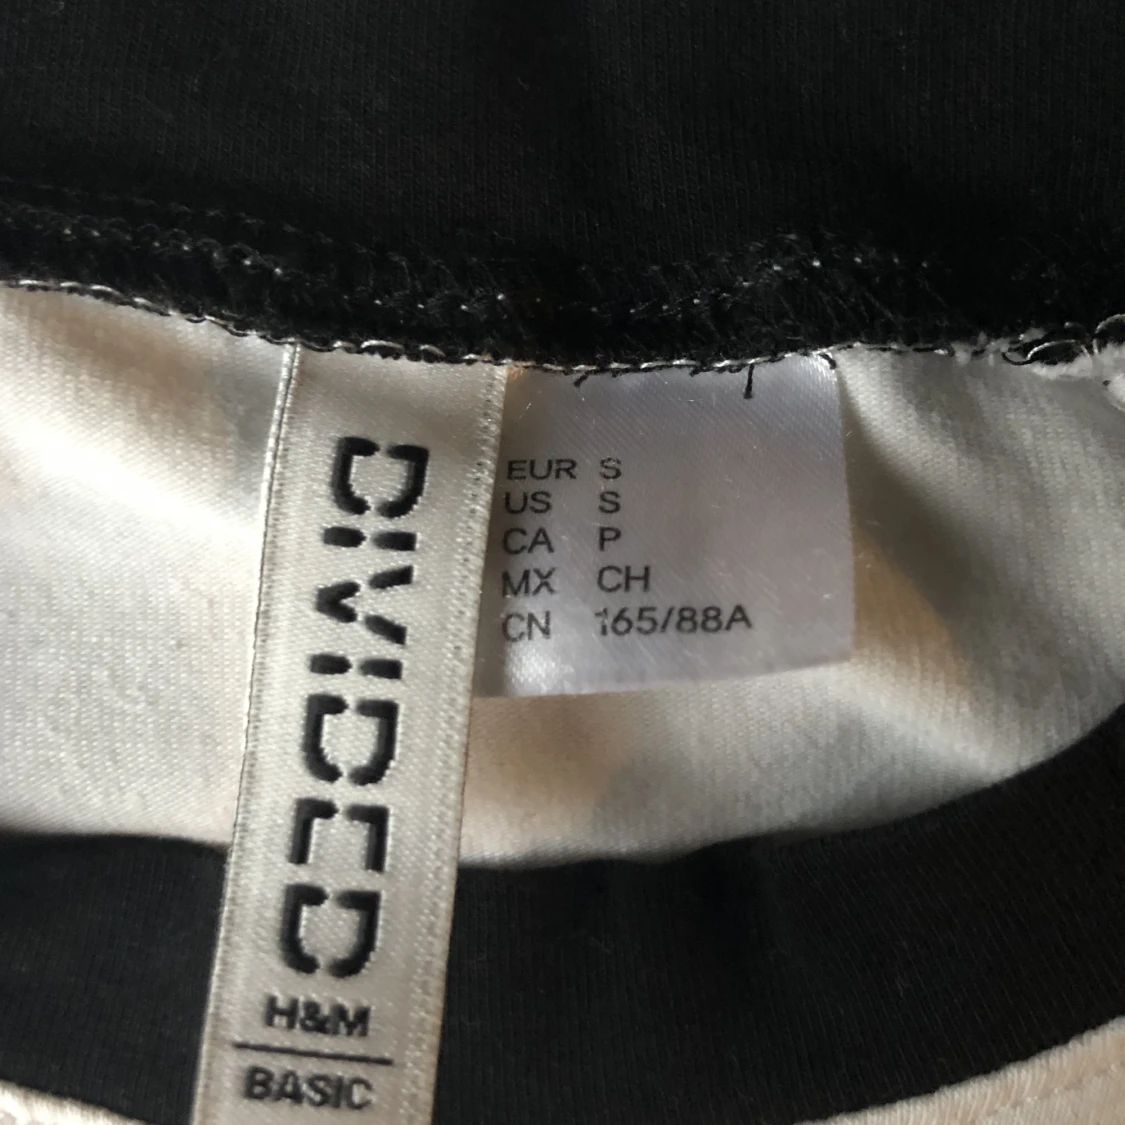 DIVIDED
H&M
BASIC
EUR S
US S
CA P
MX CH
CN 165/88A